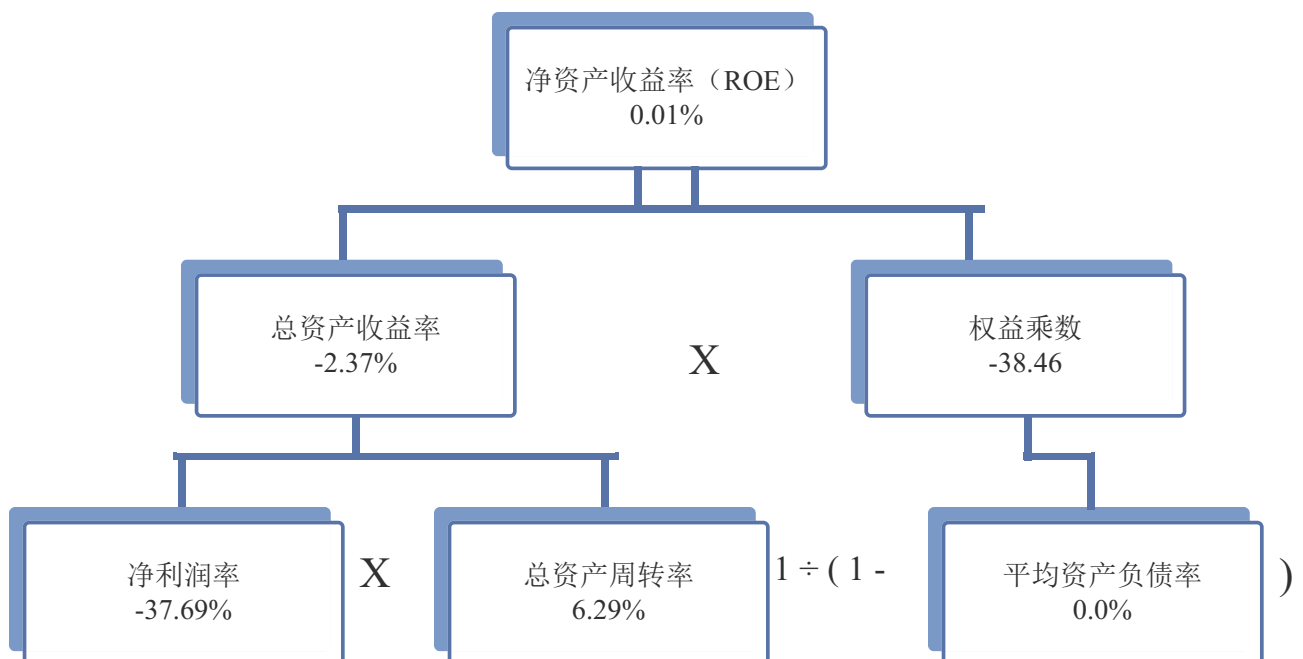 净资产收益率（ROE）
0.01%
总资产收益率
-2.37%
X
权益乘数
-38.46
净利润率
-37.69%
X
总资产周转率
6.29%
1 ÷ ( 1 -
平均资产负债率
0.0%
)